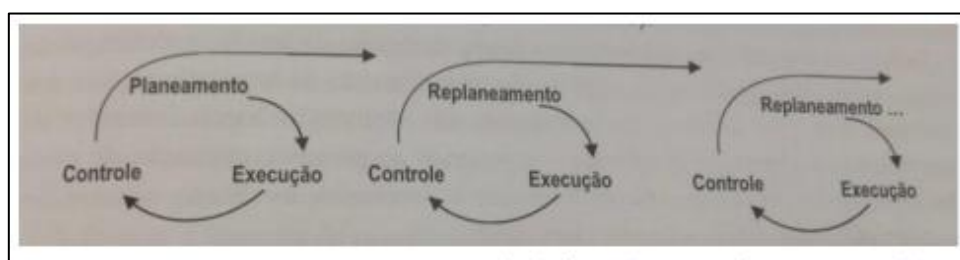 Planeamento
Controle
Execução
Replaneamento
Controle
Execução
Replaneamento ...
Controle
Execução